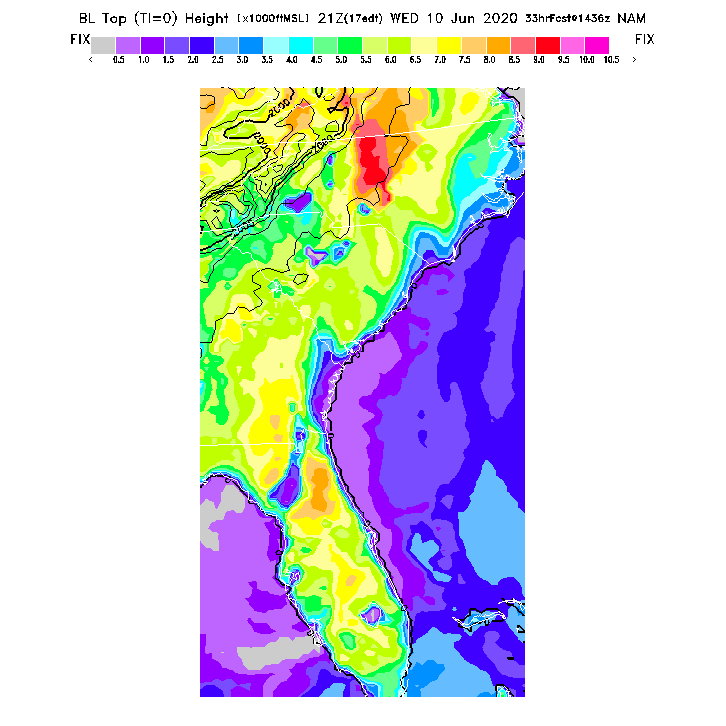 BL Top (TI=0) Height [x1000ftMSL] 21Z(17edt) WED 10 Jun 2020 33hrFcst@1436z NAM
FIX FIX
< 0.5 1.0 1.5 2.0 2.5 3.0 3.5 4.0 4.5 5.0 5.5 6.0 6.5 7.0 7.5 8.0 8.5 9.0 9.5 10.0 10.5 >
2000
2000
2000